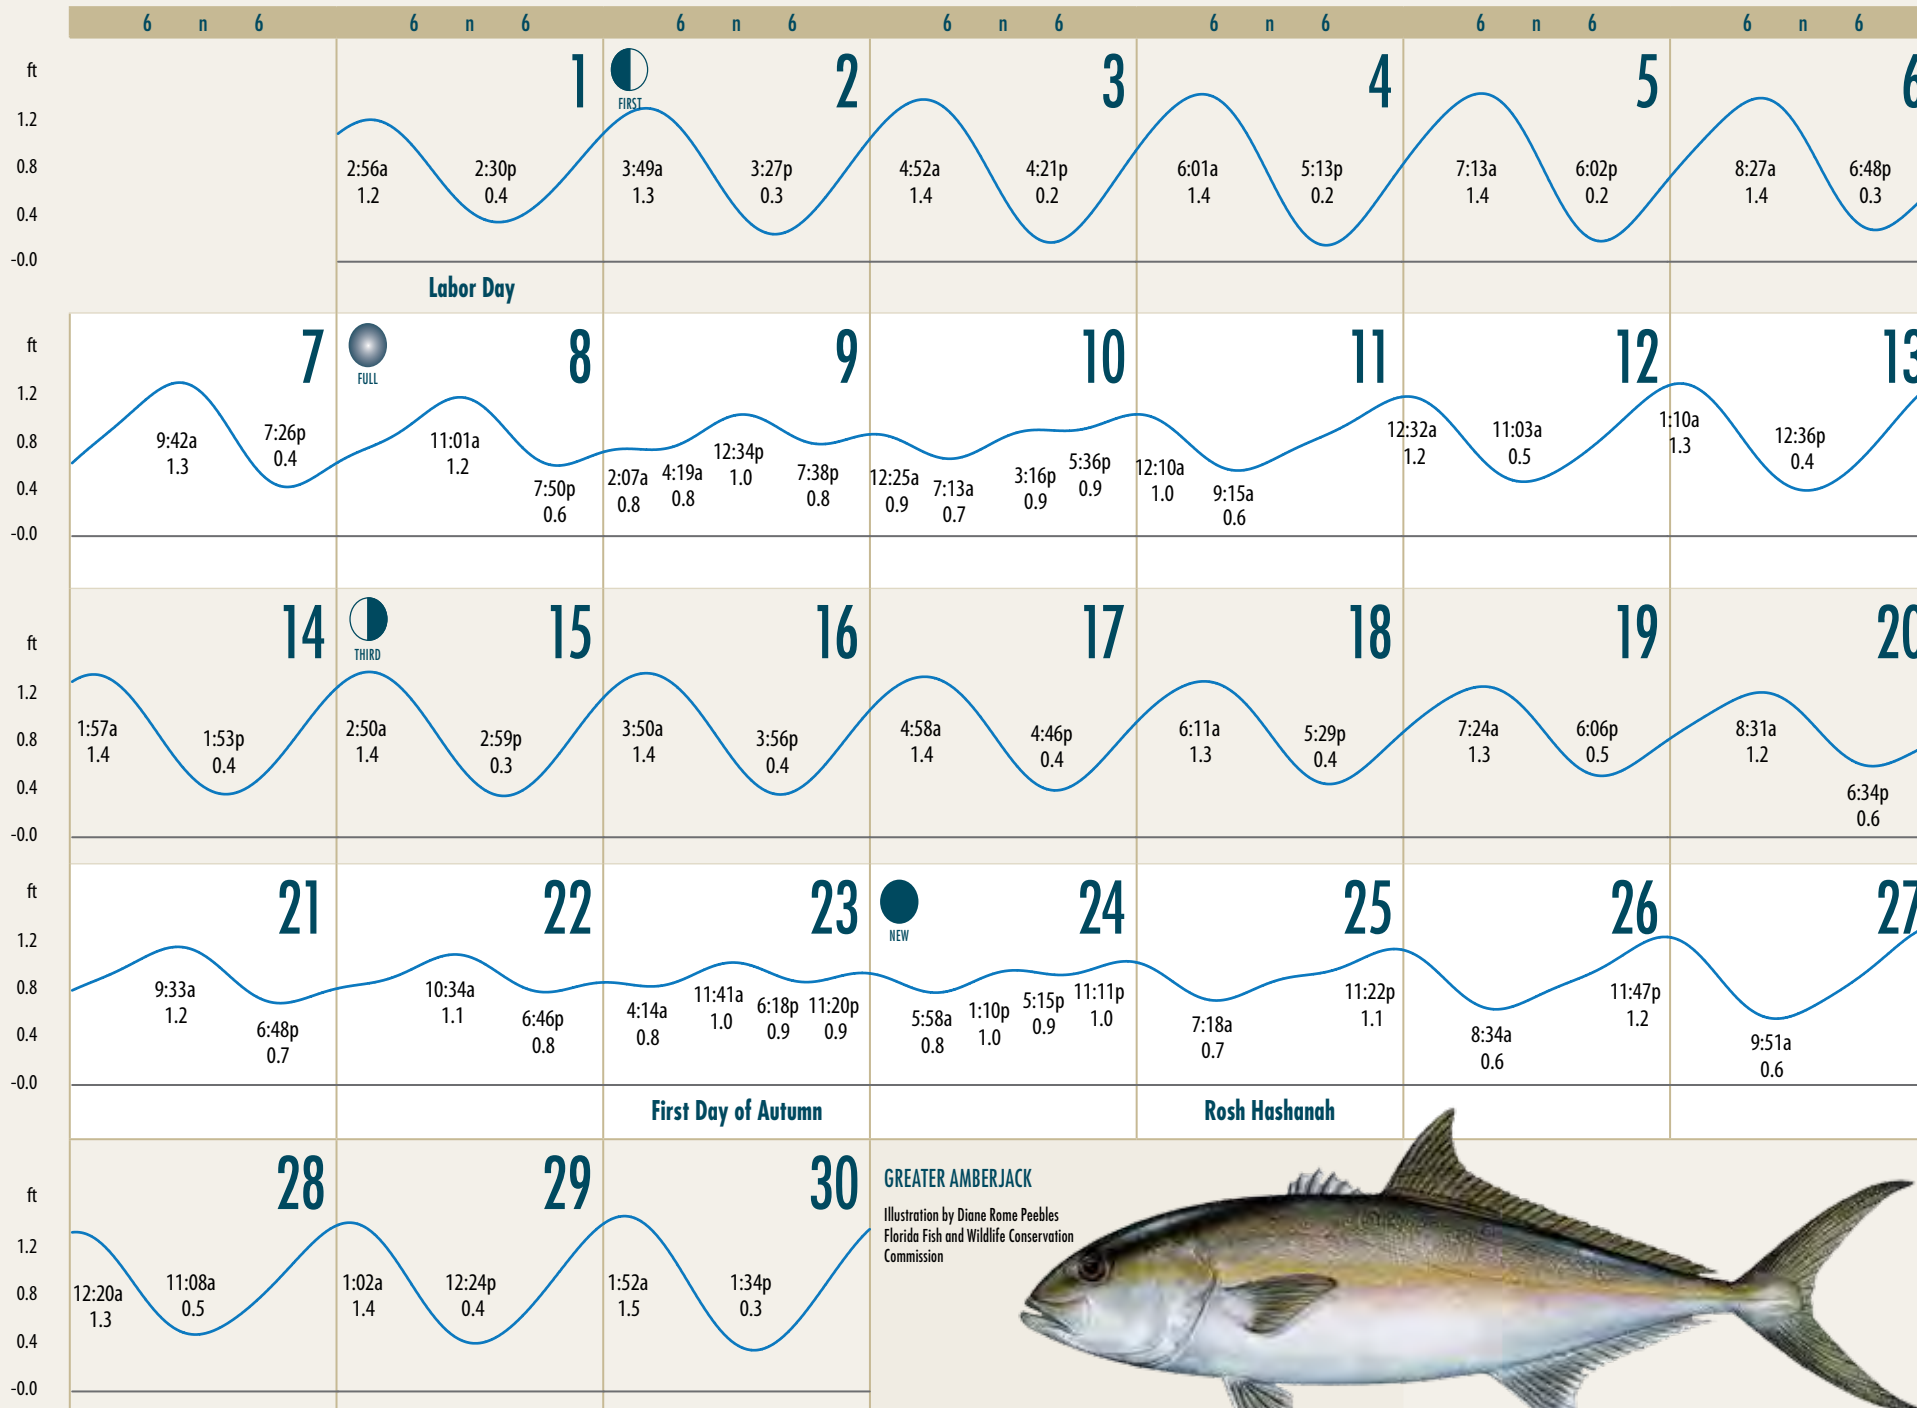 6 n 6 6 n 6 6 n 6 6 n 6 6 n 6 6 n 6 6 n 6
ft
1.2
0.8
0.4
-0.0
1
2:56a
1.2
2:30p
0.4
Labor Day
FIRST
2
3:49a
1.3
3:27p
0.3
3
4:52a
1.4
4:21p
0.2
4
6:01a
1.4
5:13p
0.2
5
7:13a
1.4
6:02p
0.2
6
8:27a
1.4
6:48p
0.3
ft
1.2
0.8
0.4
-0.0
7
9:42a
1.3
7:26p
0.4
FULL
8
11:01a
1.2
7:50p
0.6
9
2:07a
0.8
4:19a
0.8
12:34p
1.0
7:38p
0.8
10
12:25a
0.9
7:13a
0.7
3:16p
0.9
5:36p
0.9
11
12:10a
1.0
9:15a
0.6
12
12:32a
1.2
11:03a
0.5
13
1:10a
1.3
12:36p
0.4
ft
1.2
0.8
0.4
-0.0
14
1:57a
1.4
1:53p
0.4
THIRD
15
2:50a
1.4
2:59p
0.3
16
3:50a
1.4
3:56p
0.4
17
4:58a
1.4
4:46p
0.4
18
6:11a
1.3
5:29p
0.4
19
7:24a
1.3
6:06p
0.5
20
8:31a
1.2
6:34p
0.6
ft
1.2
0.8
0.4
-0.0
21
9:33a
1.2
6:48p
0.7
22
10:34a
1.1
6:46p
0.8
23
4:14a
0.8
11:41a
1.0
6:18p
0.9
11:20p
0.9
First Day of Autumn
NEW
24
5:58a
0.8
1:10p
1.0
5:15p
0.9
11:11p
1.0
25
7:18a
0.7
11:22p
1.1
Rosh Hashanah
26
8:34a
0.6
11:47p
1.2
27
9:51a
0.6
ft
1.2
0.8
0.4
-0.0
28
12:20a
1.3
11:08a
0.5
29
1:02a
1.4
12:24p
0.4
30
1:52a
1.5
1:34p
0.3
GREATER AMBERJACK
Illustration by Diane Rome Peebles
Florida Fish and Wildlife Conservation
Commission